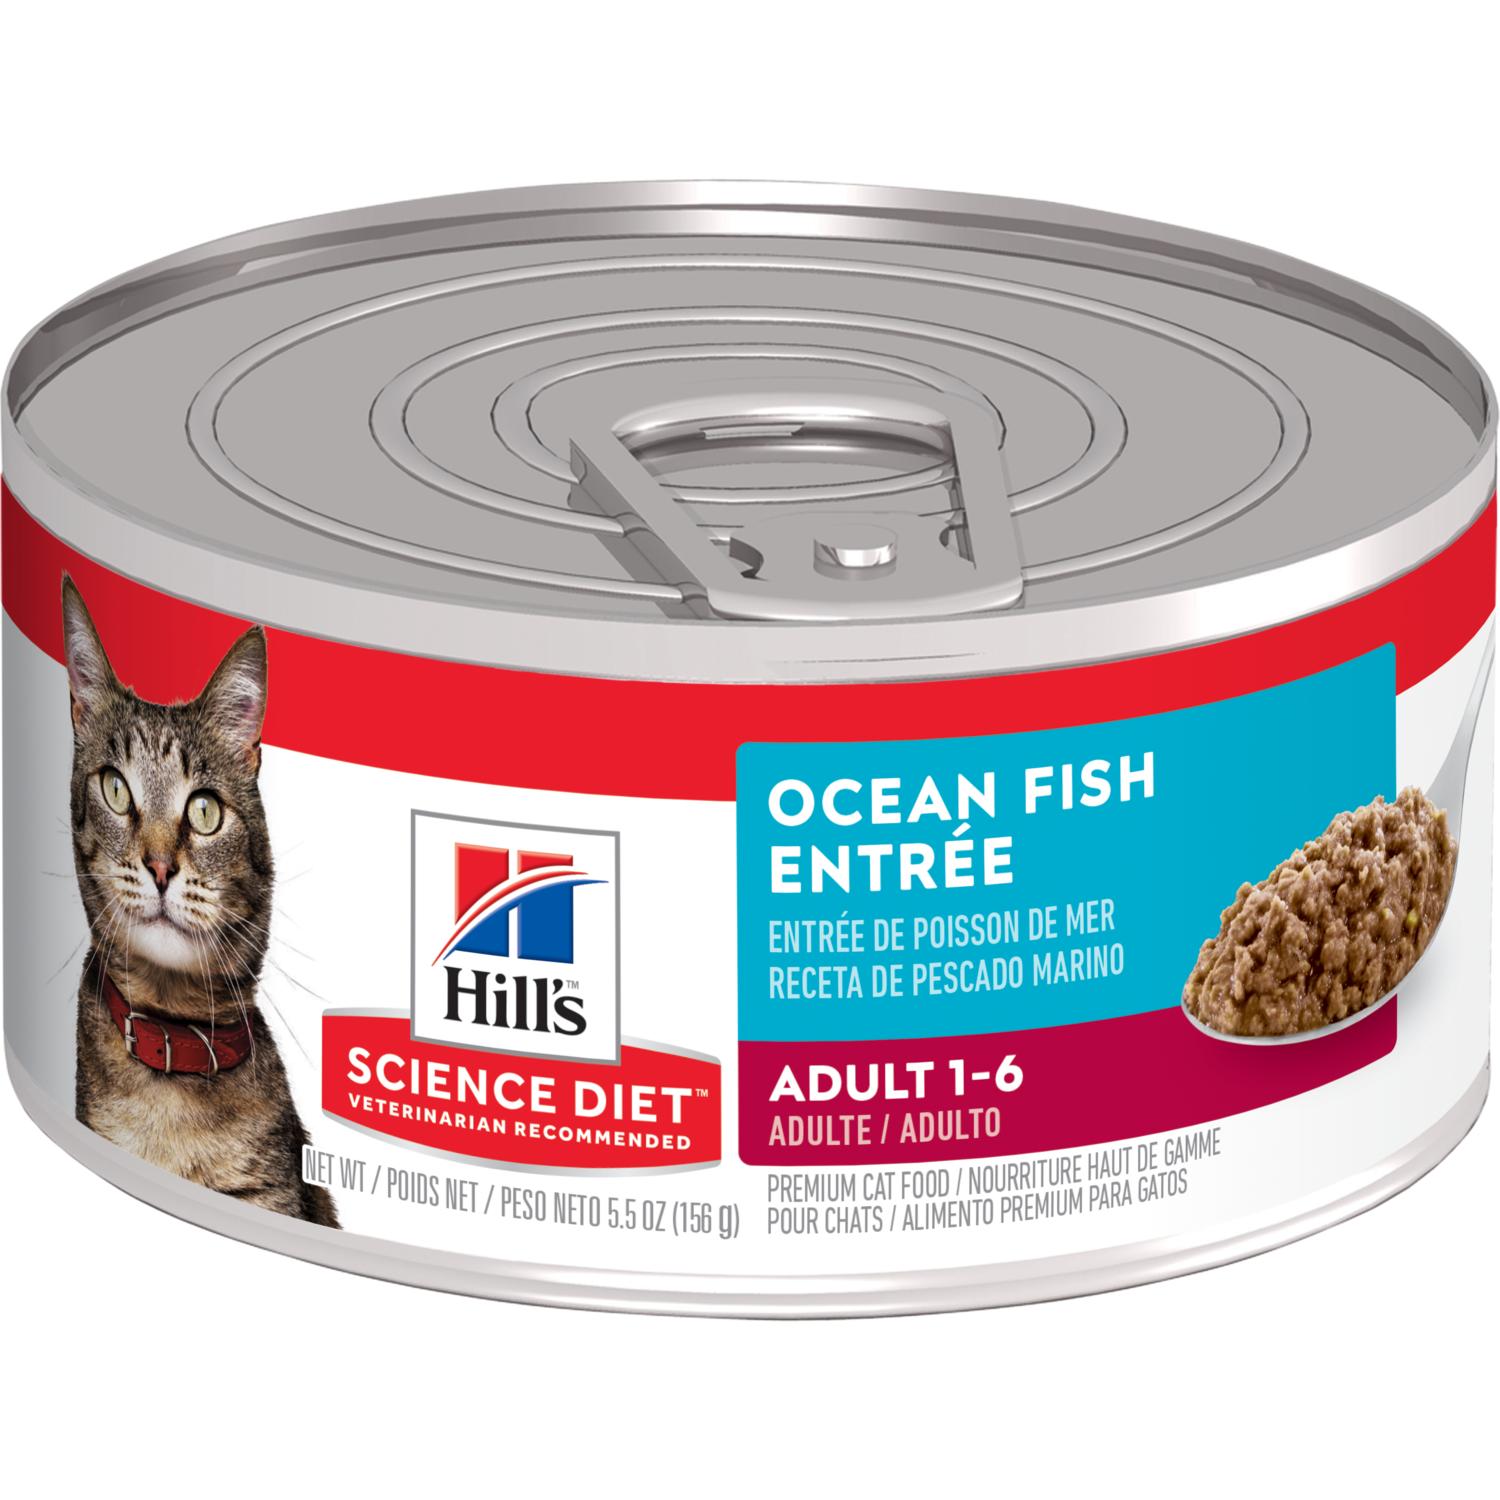 OCEAN FISH
ENTRÉE
ENTRÉE DE POISSON DE MER
RECETA DE PESCADO MARINO
Hill's™
SCIENCE DIET™
VETERINARIAN RECOMMENDED
ADULT 1-6
ADULTE / ADULTO
NET WT / POIDS NET / PESO NETO 5.5 OZ (156 g)
PREMIUM CAT FOOD / NOURRITURE HAUT DE GAMME
POUR CHATS / ALIMENTO PREMIUM PARA GATOS